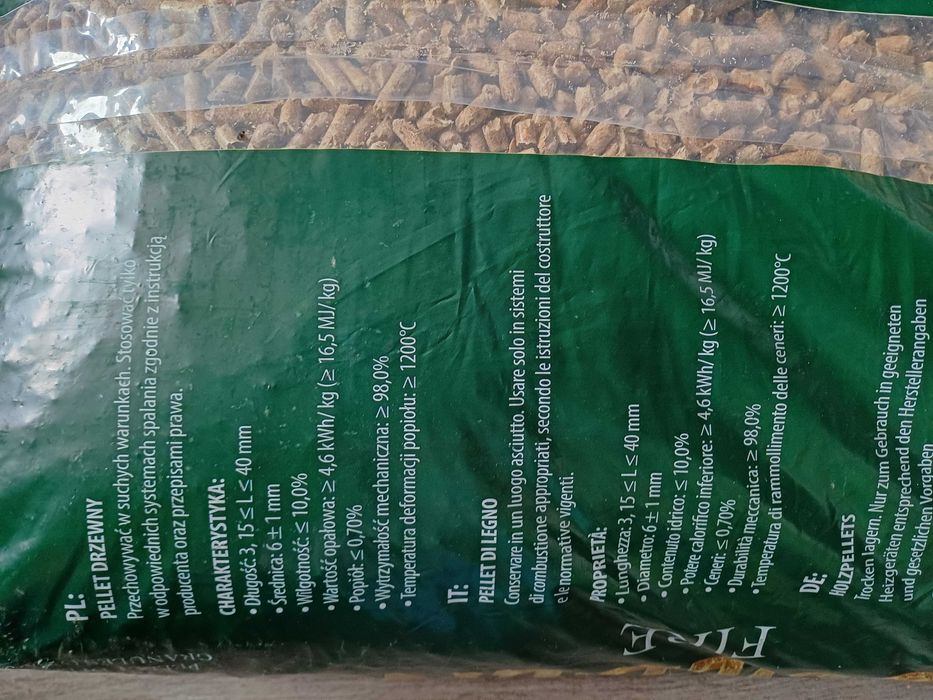 PL:
PELLET DRZEWNY
Przechowywać w suchych warunkach. Stosować tylko
w odpowiednich systemach spalania zgodnie z instrukcją
producenta oraz przepisami prawa.
CHARAKTERYSTYKA:
• Długość: 3,15 ≤ L ≤ 40 mm
• Średnica: 6 ± 1 mm
• Wilgotność: ≤ 10,0%
• Wartość opałowa: ≥ 4,6 kWh/ kg (≥ 16,5 MJ/ kg)
• Popiół: ≤ 0,70%
• Wytrzymałość mechaniczna: ≥ 98,0%
• Temperatura deformacji popiołu: ≥ 1200°C
IT:
PELLET DI LEGNO
Conservare in un luogo asciutto. Usare solo in sistemi
di combustione appropriati, secondo le istruzioni del costruttore
e le normative vigenti.
PROPRIETÀ:
• Lunghezza: 3,15 ≤ L ≤ 40 mm
• Diametro: 6 ± 1 mm
• Contenuto idrico: ≤ 10,0%
• Potere calorifico inferiore: ≥ 4,6 kWh/ kg (≥ 16,5 MJ/ kg)
• Ceneri: ≤ 0,70%
• Durabilità meccanica: ≥ 98,0%
• Temperatura di rammolimento delle ceneri: ≥ 1200°C
DE:
HOLZPELLETS
Trocken lagern. Nur zum Gebrauch in geeigneten
Heizgeräten entsprechend den Herstellerangaben
und gesetzlichen Vorgaben
FIRE